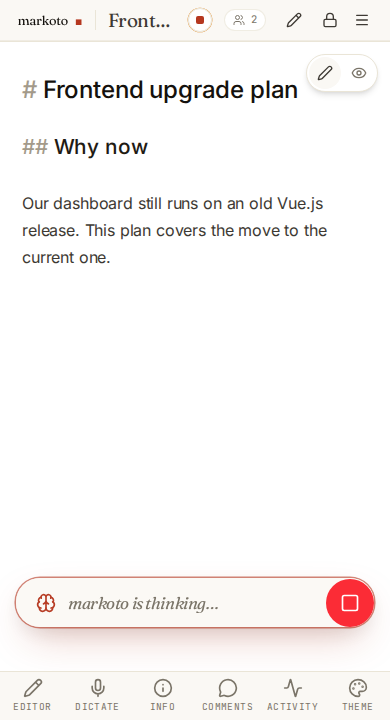 markoto
Front...
2
# Frontend upgrade plan
## Why now
Our dashboard still runs on an old Vue.js
release. This plan covers the move to the
current one.
markoto is thinking...
EDITOR DICTATE INFO COMMENTS ACTIVITY THEME